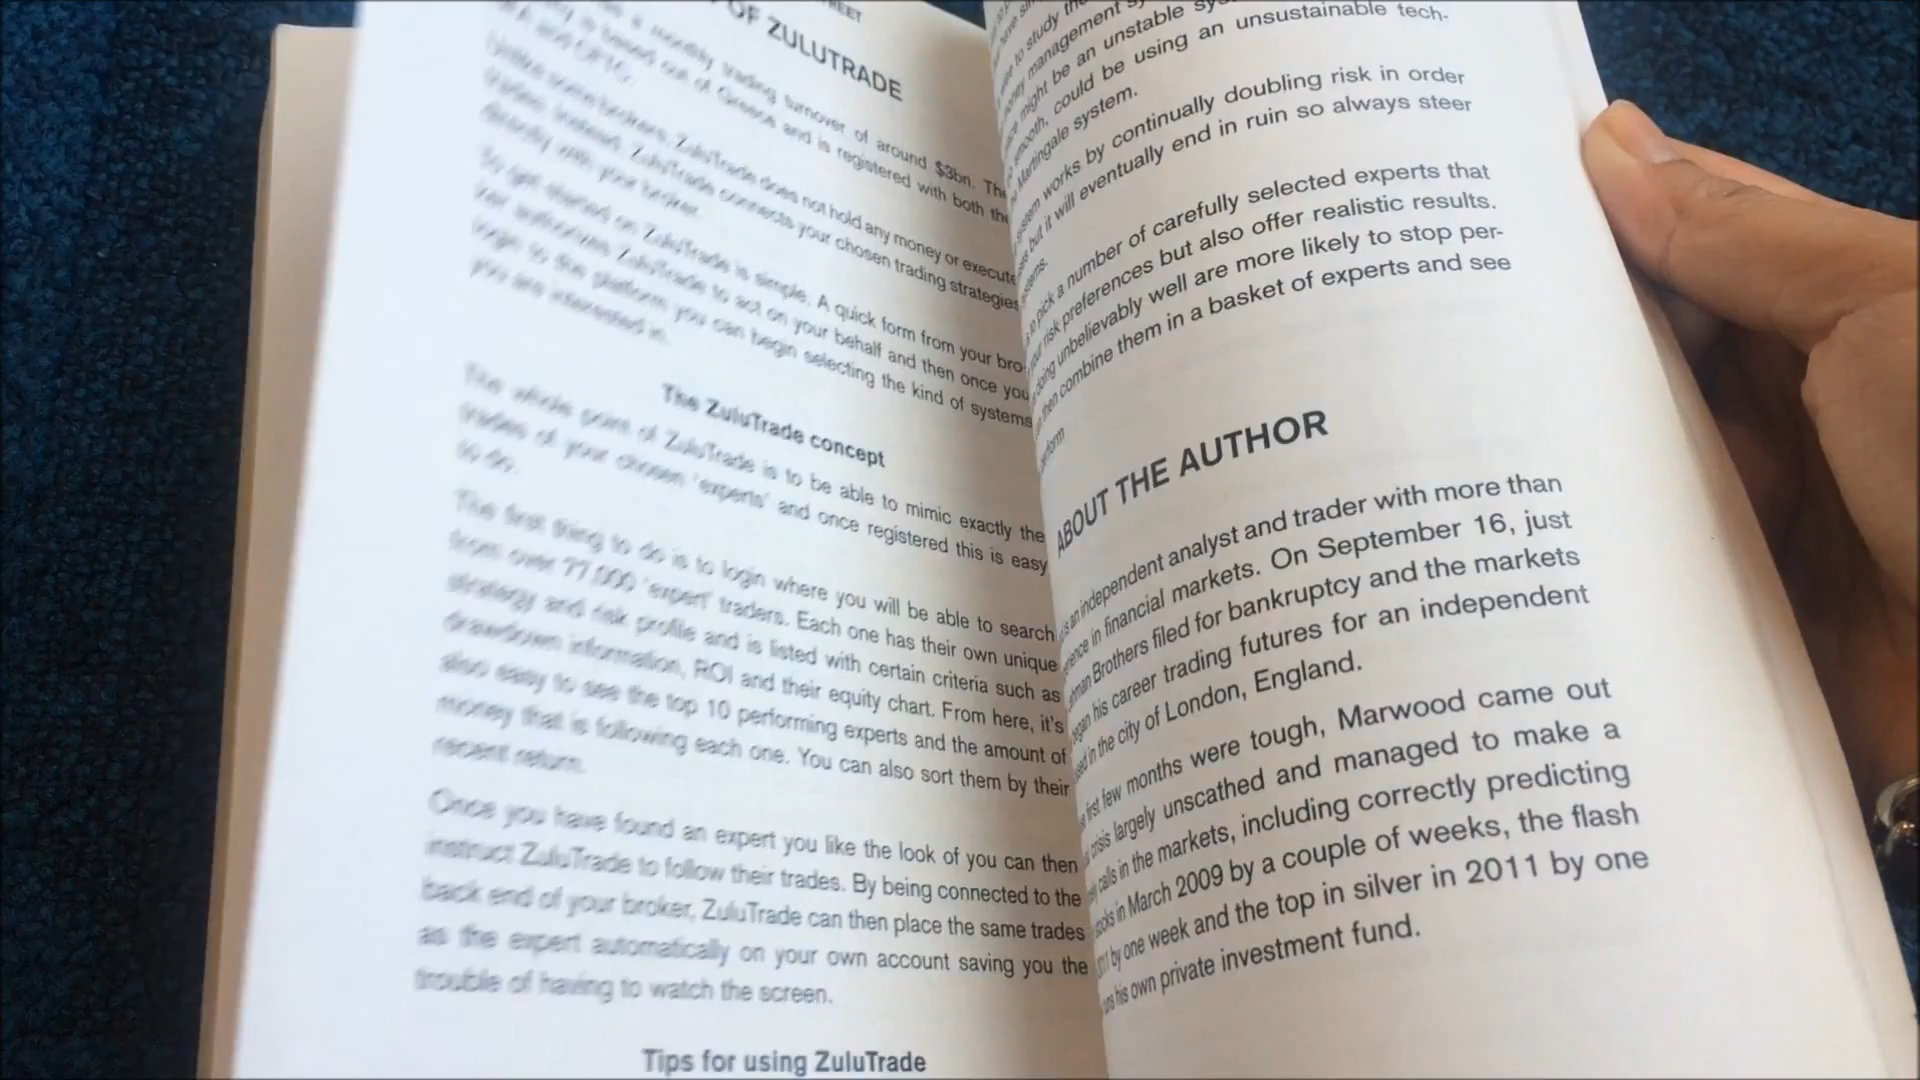 OF ZULUTRADE
a monthly trading turnover of around $3bn. The
is based out of Greece and is registered with both the
and
Unlike some brokers, ZuluTrade does not hold any money or execute
trades. Instead, ZuluTrade connects your chosen trading strategies
directly with your broker.
To get started on ZuluTrade is simple. A quick form from your bro-
ker authorizes ZuluTrade to act on your behalf and then once you
login to the platform you can begin selecting the kind of systems
you are interested in.
The ZuluTrade concept
The whole point of ZuluTrade is to be able to mimic exactly the
trades of your chosen 'experts' and once registered this is easy
to do.
The first thing to do is to login where you will be able to search
from over 77,000 'expert' traders. Each one has their own unique
strategy and risk profile and is listed with certain criteria such as
drawdown information, ROI and their equity chart. From here, it's
also easy to see the top 10 performing experts and the amount of
money that is following each one. You can also sort them by their
recent return.
Once you have found an expert you like the look of you can then
instruct ZuluTrade to follow their trades. By being connected to the
back end of your broker, ZuluTrade can then place the same trades
as the expert automatically on your own account saving you the
trouble of having to watch the screen.
Tips for using ZuluTrade
to study the
money management
might be an unstable
smooth, could be using an unsustainable tech-
Martingale system.
works by continually doubling risk in order
but it will eventually end in ruin so always steer
to pick a number of carefully selected experts that
risk preferences but also offer realistic results.
doing unbelievably well are more likely to stop per-
then combine them in a basket of experts and see
ABOUT THE AUTHOR
is an independent analyst and trader with more than
in financial markets. On September 16, just
Brothers filed for bankruptcy and the markets
his career trading futures for an independent
in the city of London, England.
first few months were tough, Marwood came out
crisis largely unscathed and managed to make a
calls in the markets, including correctly predicting
stocks in March 2009 by a couple of weeks, the flash
2011 by one week and the top in silver in 2011 by one
his own private investment fund.